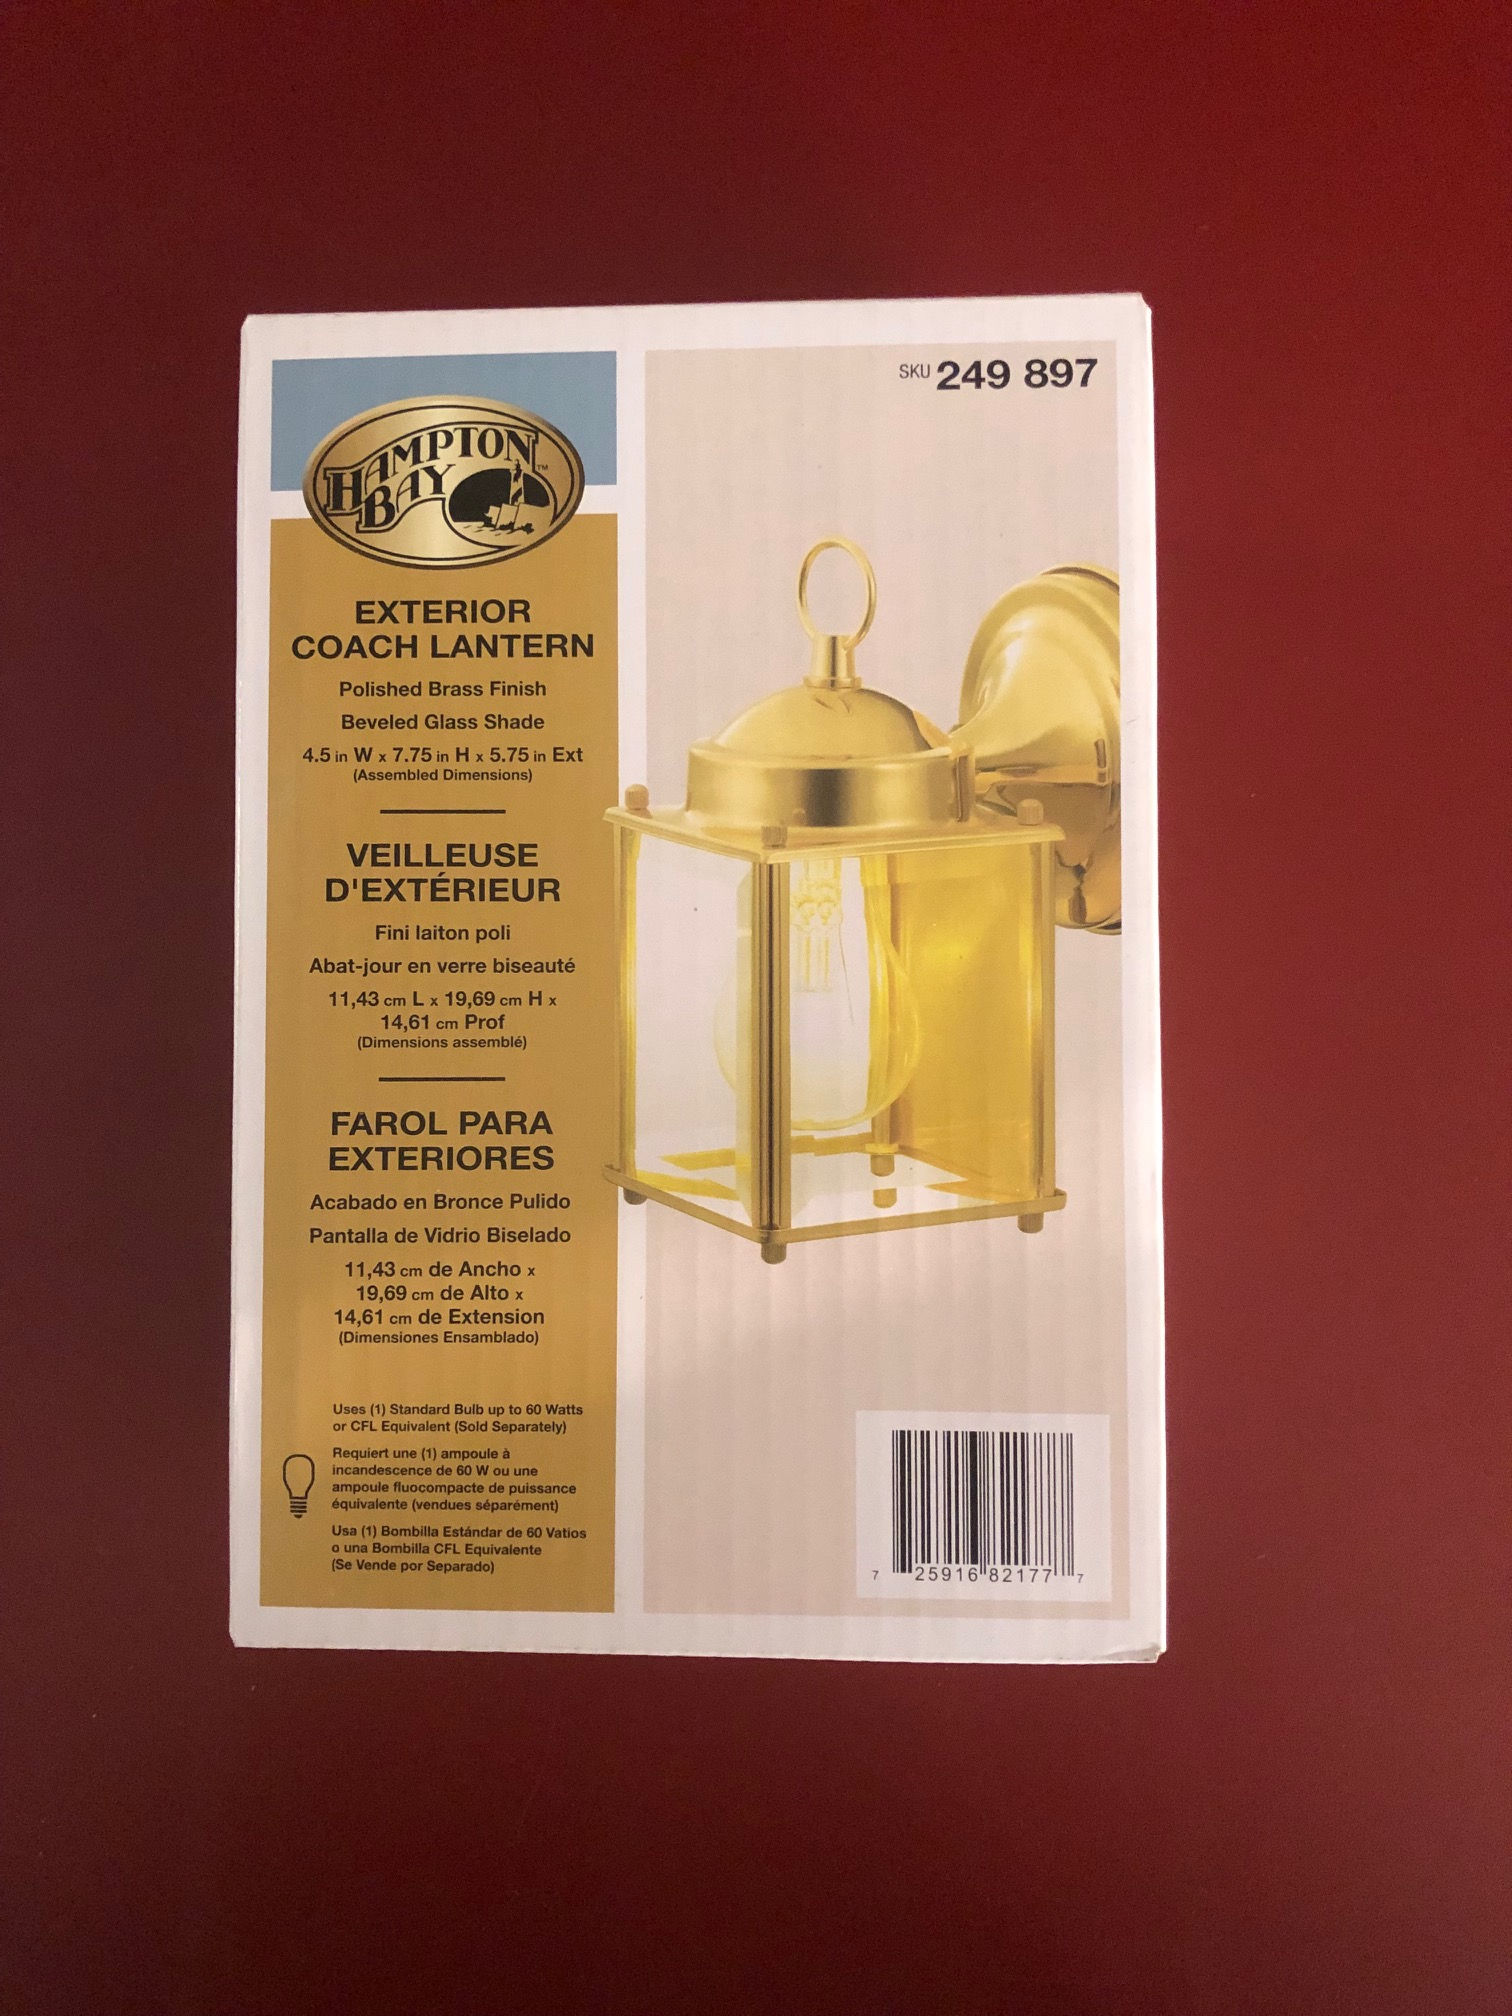 HAMPTON
BAY
TM
EXTERIOR
COACH LANTERN
Polished Brass Finish
Beveled Glass Shade
4.5 in W x 7.75 in H x 5.75 in Ext
(Assembled Dimensions)
VEILLEUSE
D'EXTÉRIEUR
Fini laiton poli
Abat-jour en verre biseauté
11,43 cm L x 19,69 cm H x
14,61 cm Prof
(Dimensions assemblé)
FAROL PARA
EXTERIORES
Acabado en Bronce Pulido
Pantalla de Vidrio Biselado
11,43 cm de Ancho x
19,69 cm de Alto x
14,61 cm de Extension
(Dimensiones Ensamblado)
Uses (1) Standard Bulb up to 60 Watts
or CFL Equivalent (Sold Separately)
Requiert une (1) ampoule à
incandescence de 60 W ou une
ampoule fluocompacte de puissance
équivalente (vendues séparément)
Usa (1) Bombilla Estándar de 60 Vatios
o una Bombilla CFL Equivalente
(Se Vende por Separado)
SKU 249 897
7 25916 82177 7